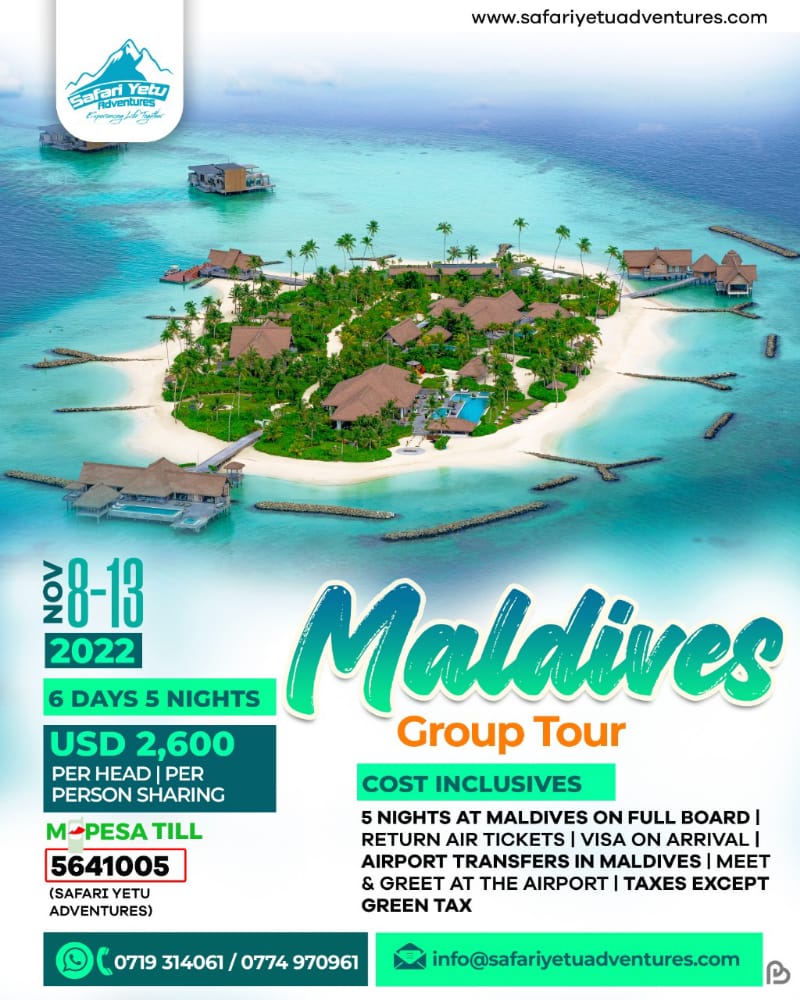 www.safariyetuadventures.com
Safari Yetu
Adventures
Experiencing Life Together
NOV
8-13
2022
6 DAYS 5 NIGHTS
USD 2,600
PER HEAD | PER
PERSON SHARING
M-PESA TILL
5641005
(SAFARI YETU
ADVENTURES)
Maldives
Group Tour
COST INCLUSIVES
5 NIGHTS AT MALDIVES ON FULL BOARD |
RETURN AIR TICKETS | VISA ON ARRIVAL |
AIRPORT TRANSFERS IN MALDIVES | MEET
& GREET AT THE AIRPORT | TAXES EXCEPT
GREEN TAX
0719 314061 / 0774 970961
info@safariyetuadventures.com